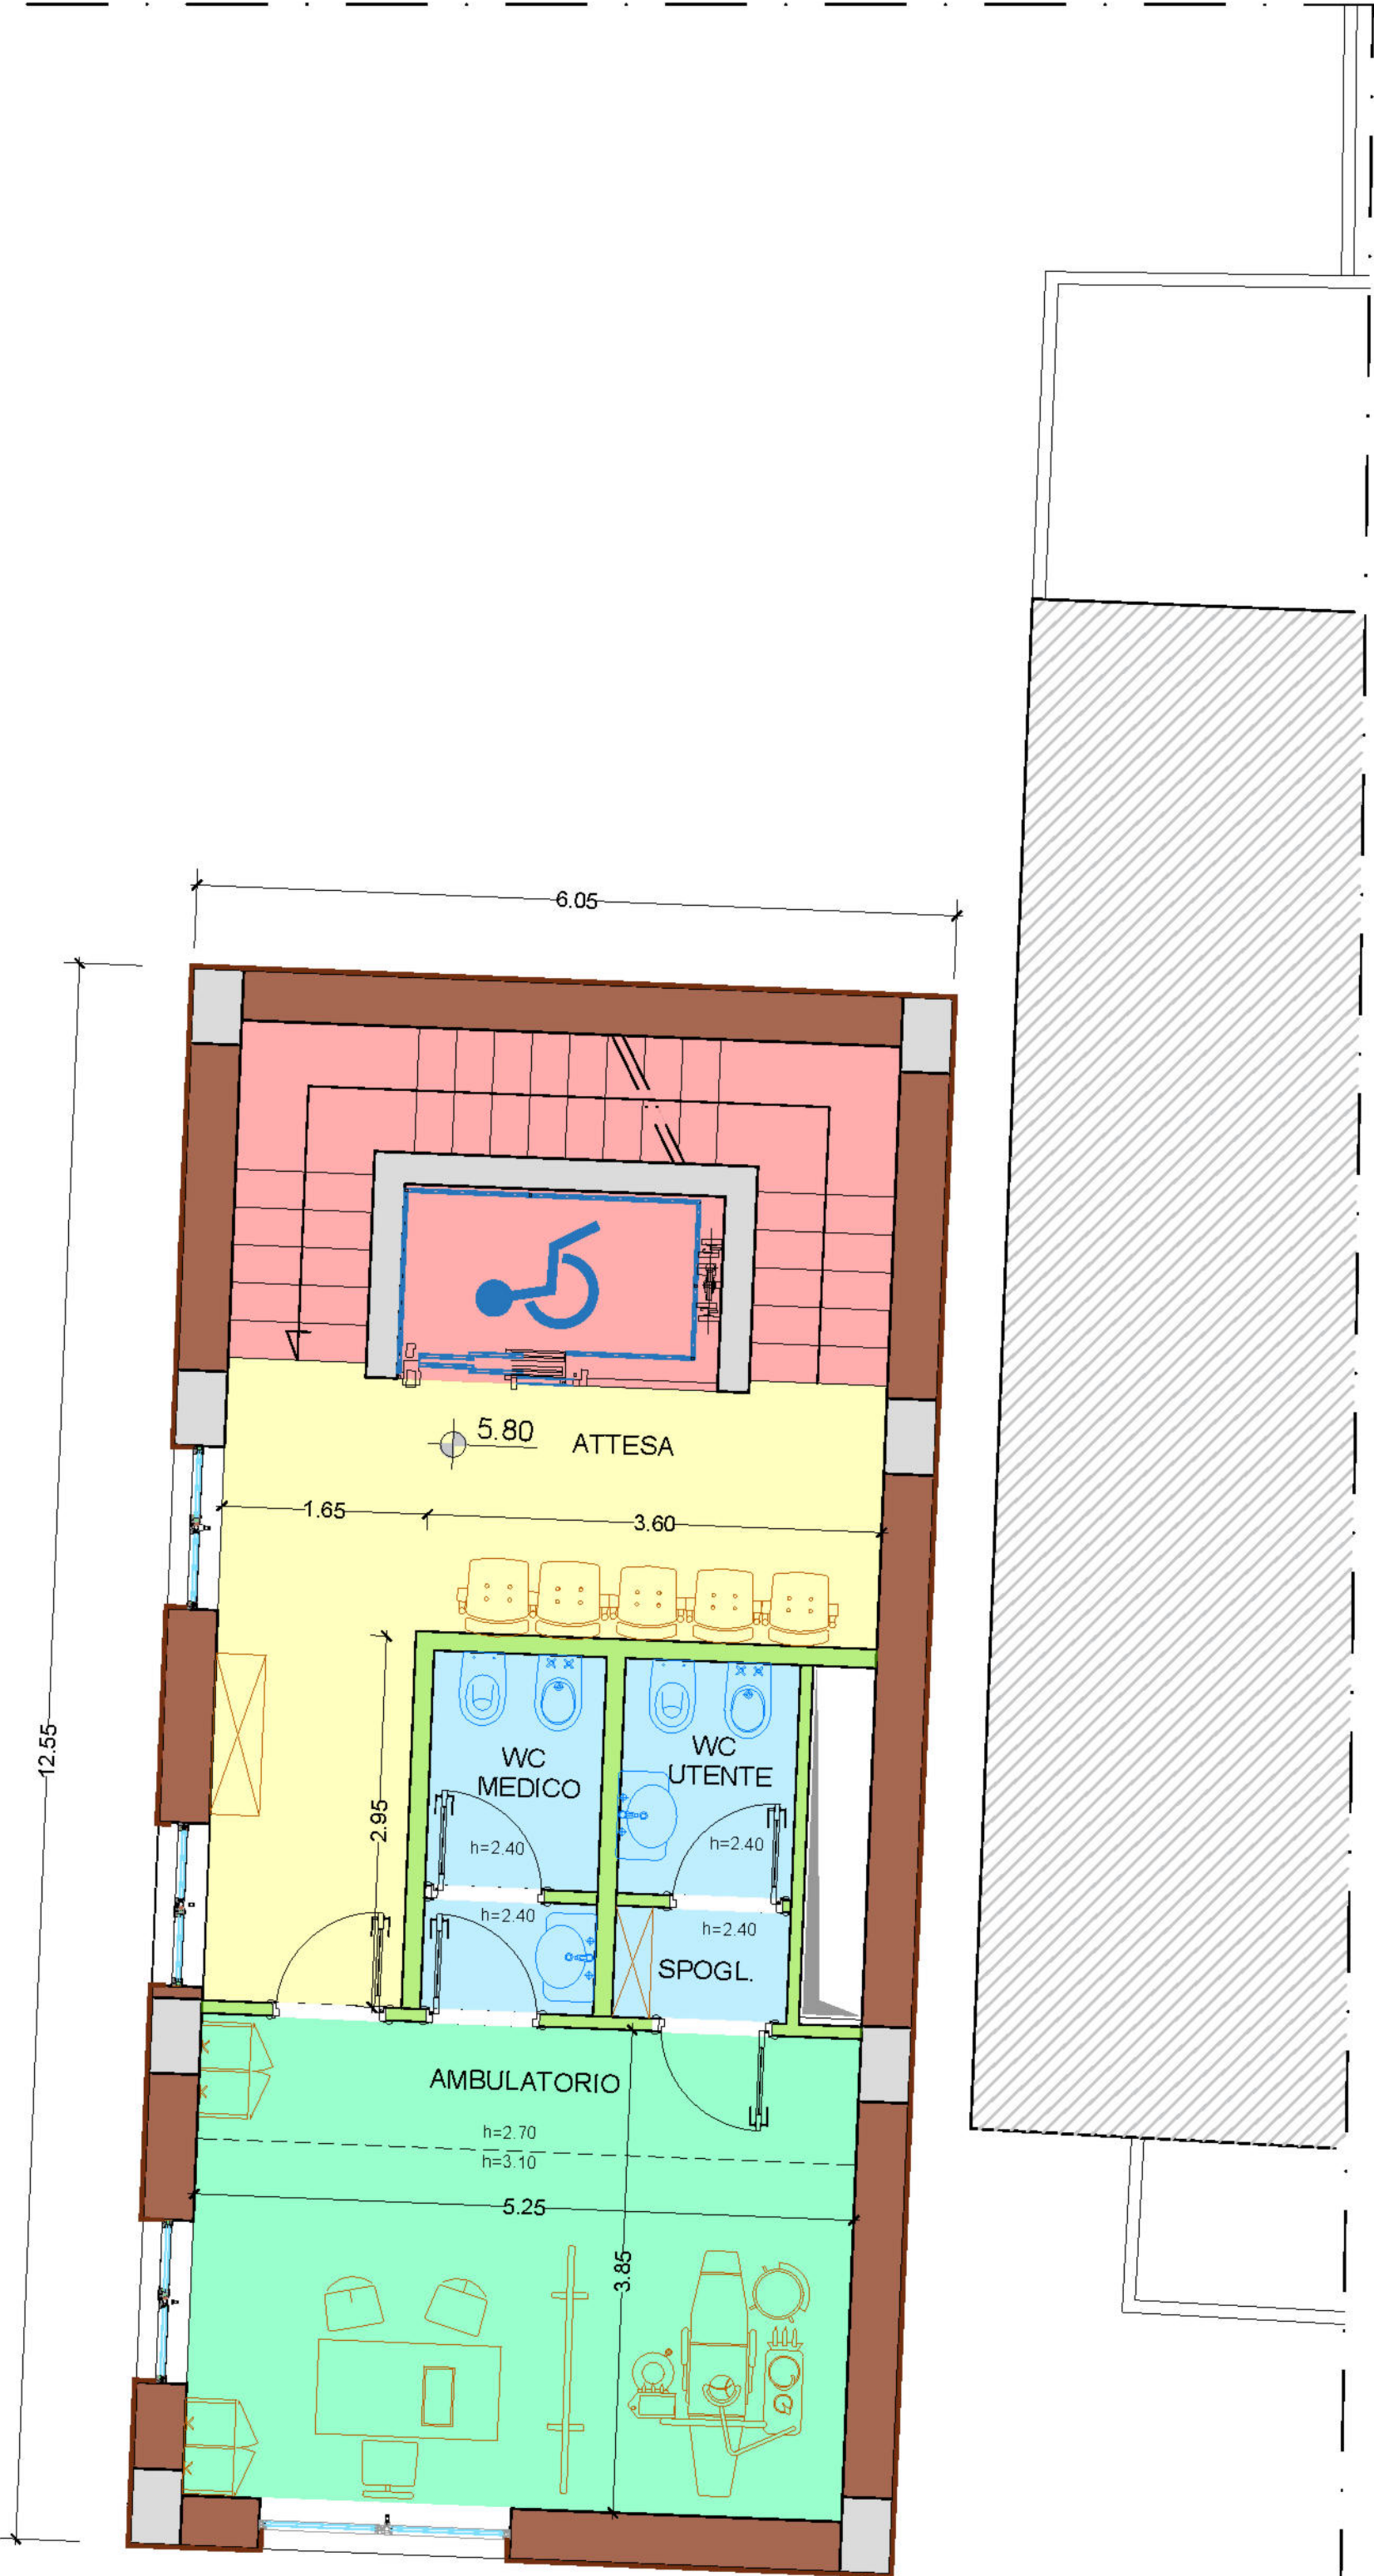 6.05
5.80
ATTESA
1.65
3.60
12.55
2.95
WC
MEDICO
WC
UTENTE
h=2.40
h=2.40
h=2.40
h=2.40
SPOGL.
AMBULATORIO
h=2.70
h=3.10
5.25
3.85